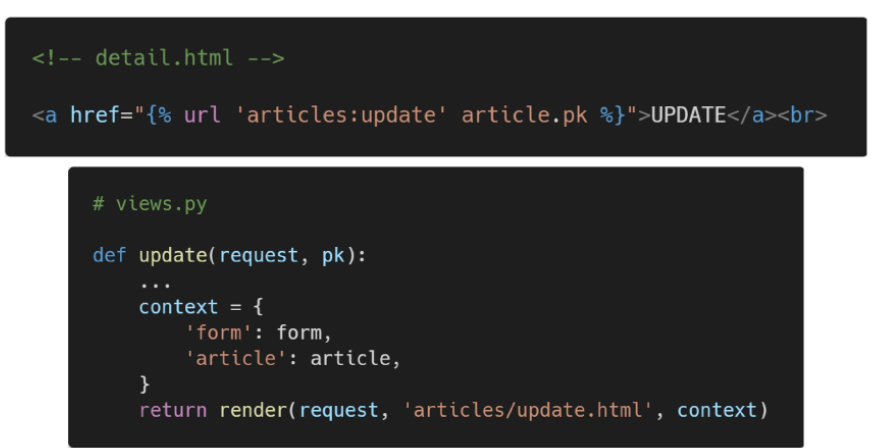 <!-- detail.html -->
<a href="{% url 'articles:update' article.pk %}">UPDATE</a><br>
# views.py
def update(request, pk):
    ...
    context = {
        'form': form,
        'article': article,
    }
    return render(request, 'articles/update.html', context)